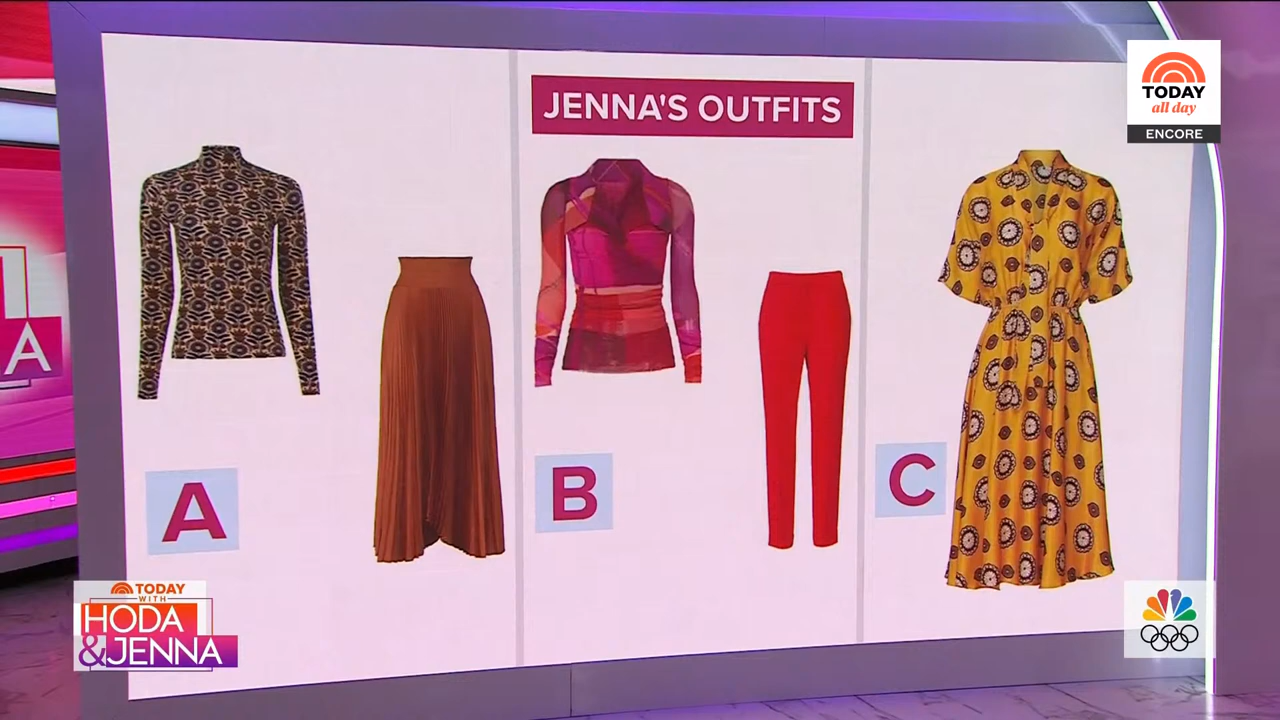 JENNA'S OUTFITS
TODAY
all day
ENCORE
A
A
B
C
TODAY
WITH
HODA
&JENNA